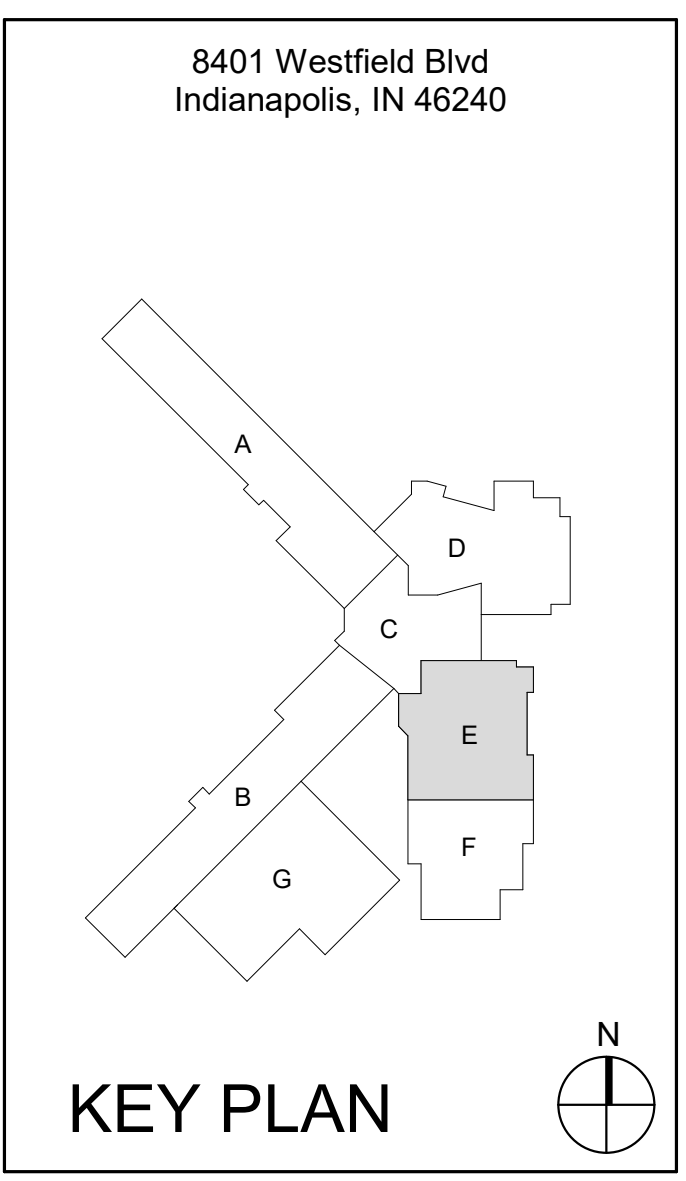 8401 Westfield Blvd
Indianapolis, IN 46240
A
D
C
E
B
F
G
N
KEY PLAN